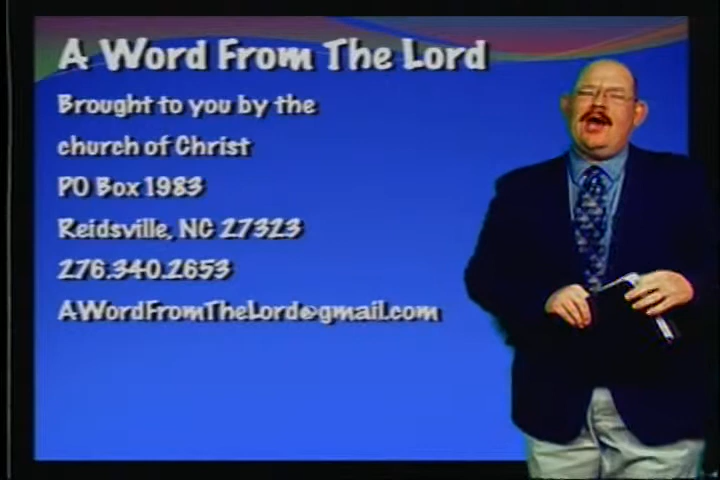 A Word From The Lord
Brought to you by the
church of Christ
PO Box 1983
Reidsville, NC 27323
276.340.2653
AWordFromTheLord@gmail.com